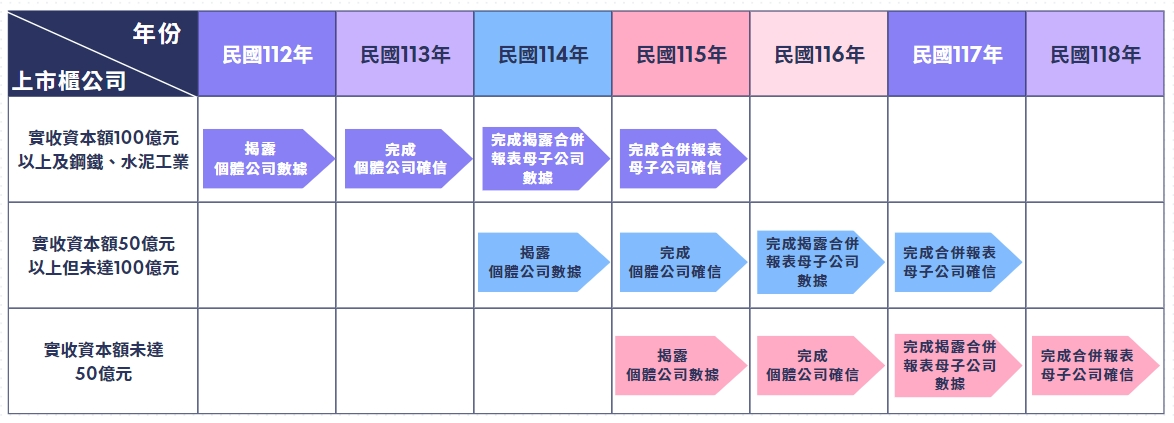 年份
上市櫃公司
民國112年
民國113年
民國114年
民國115年
民國116年
民國117年
民國118年
實收資本額100億元
以上及鋼鐵、水泥工業
揭露
個體公司數據
完成
個體公司確信
完成揭露合併
報表母子公司
數據
完成合併報表
母子公司確信
實收資本額50億元
以上但未達100億元
揭露
個體公司數據
完成
個體公司確信
完成揭露合併
報表母子公司
數據
完成合併報表
母子公司確信
實收資本額未達
50億元
揭露
個體公司數據
完成
個體公司確信
完成揭露合併
報表母子公司
數據
完成合併報表
母子公司確信